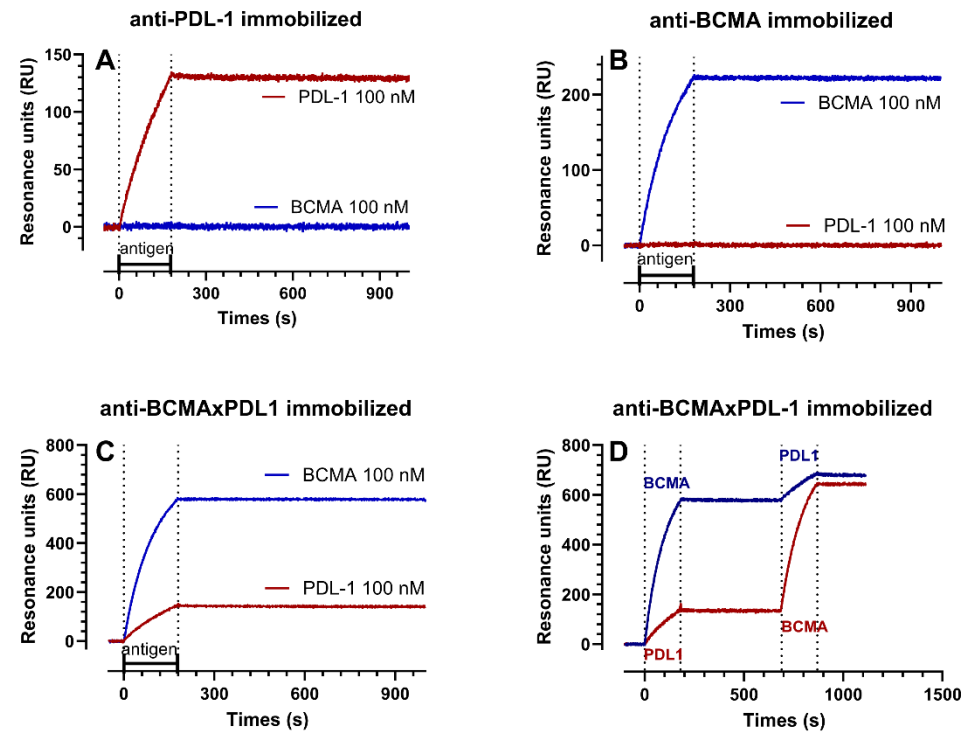 anti-PDL-1 immobilized
A
Resonance units (RU)
150
100
50
0
PDL-1 100 nM
BCMA 100 nM
antigen
0 300 600 900
Times (s)
anti-BCMA immobilized
B
Resonance units (RU)
200
100
0
BCMA 100 nM
PDL-1 100 nM
antigen
0 300 600 900
Times (s)
anti-BCMAxPDL1 immobilized
C
Resonance units (RU)
800
600
400
200
0
BCMA 100 nM
PDL-1 100 nM
antigen
0 300 600 900
Times (s)
anti-BCMAxPDL-1 immobilized
D
Resonance units (RU)
800
600
400
200
0
BCMA
PDL1
PDL1
BCMA
0 500 1000 1500
Times (s)